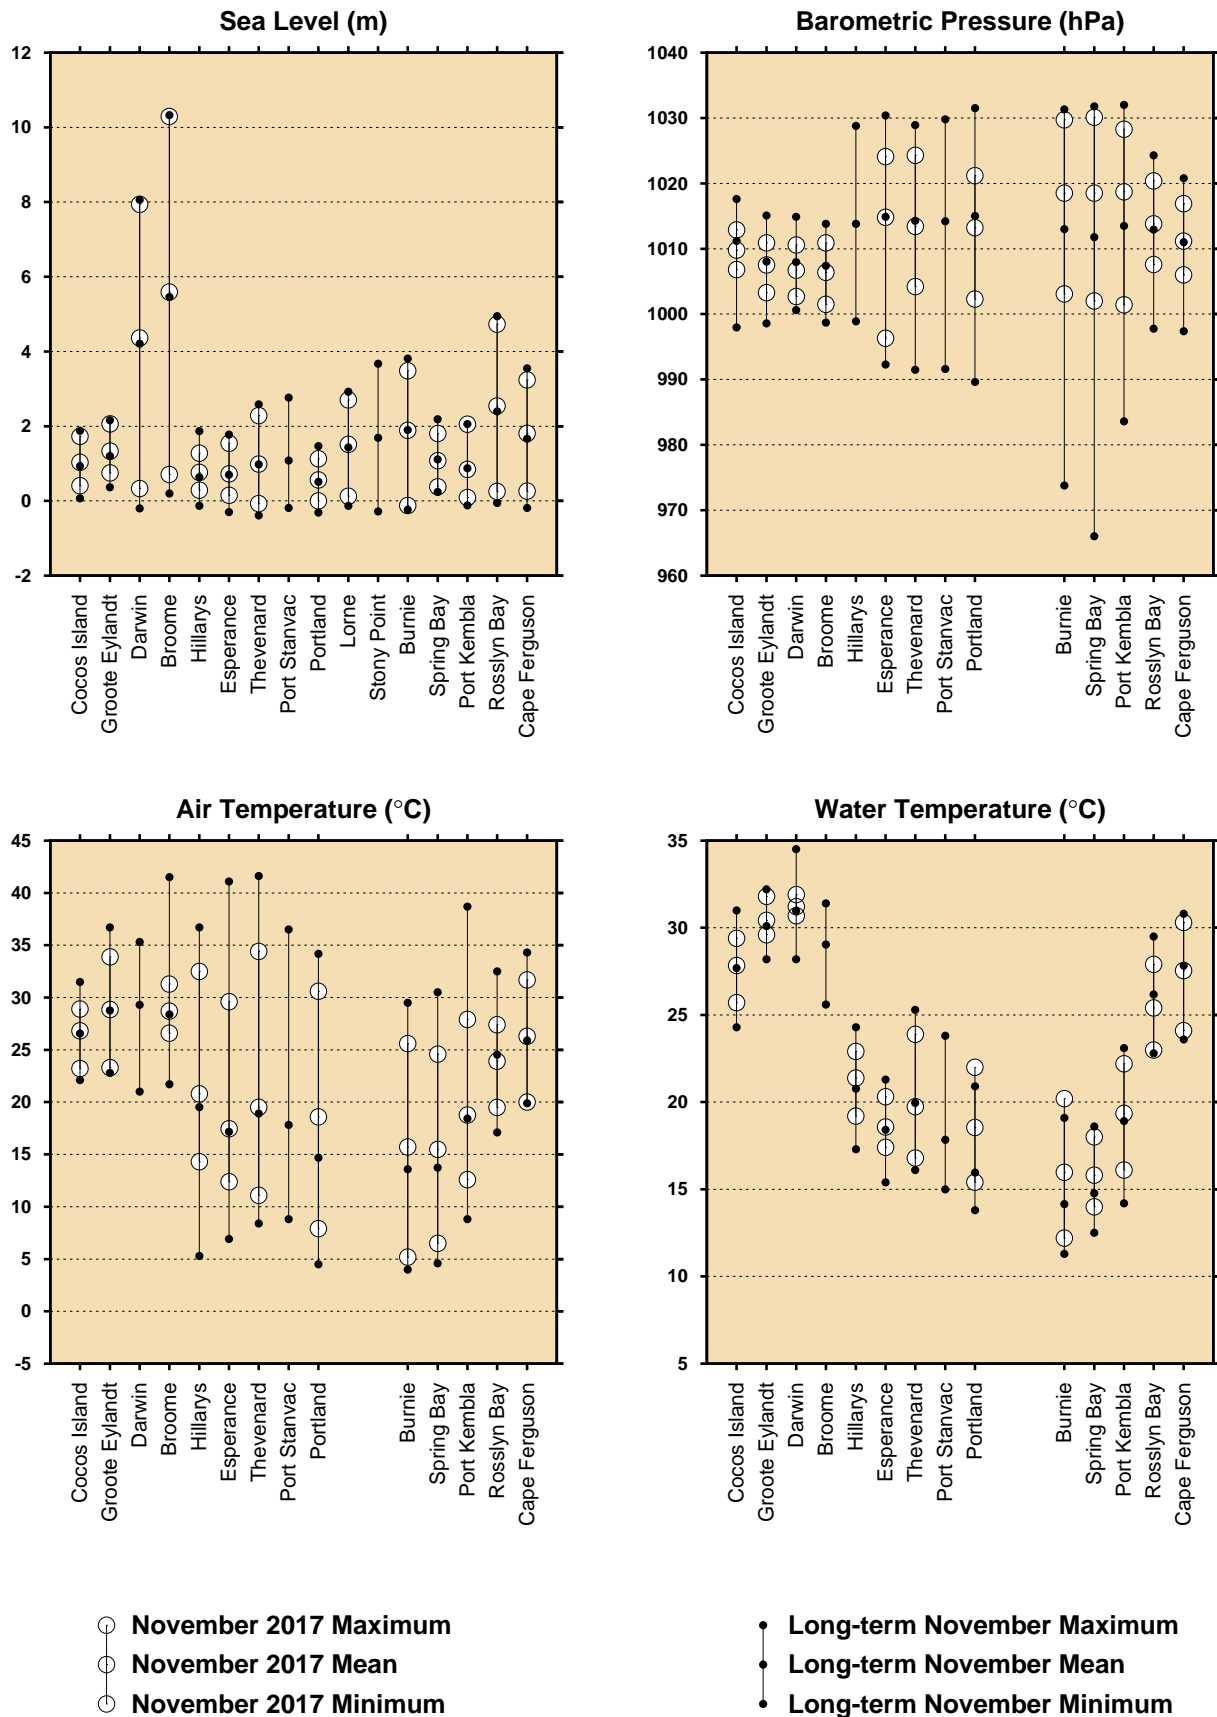 Sea Level (m)
12
10
8
6
4
2
0
-2
Cocos Island
Groote Eylandt
Darwin
Broome
Hillarys
Esperance
Thevenard
Port Stanvac
Portland
Lorne
Stony Point
Burnie
Spring Bay
Port Kembla
Rosslyn Bay
Cape Ferguson
Barometric Pressure (hPa)
1040
1030
1020
1010
1000
990
980
970
960
Cocos Island
Groote Eylandt
Darwin
Broome
Hillarys
Esperance
Thevenard
Port Stanvac
Portland
Burnie
Spring Bay
Port Kembla
Rosslyn Bay
Cape Ferguson
Air Temperature (°C)
45
40
35
30
25
20
15
10
5
0
-5
Cocos Island
Groote Eylandt
Darwin
Broome
Hillarys
Esperance
Thevenard
Port Stanvac
Portland
Burnie
Spring Bay
Port Kembla
Rosslyn Bay
Cape Ferguson
Water Temperature (°C)
35
30
25
20
15
10
5
Cocos Island
Groote Eylandt
Darwin
Broome
Hillarys
Esperance
Thevenard
Port Stanvac
Portland
Burnie
Spring Bay
Port Kembla
Rosslyn Bay
Cape Ferguson
November 2017 Maximum
November 2017 Mean
November 2017 Minimum
Long-term November Maximum
Long-term November Mean
Long-term November Minimum